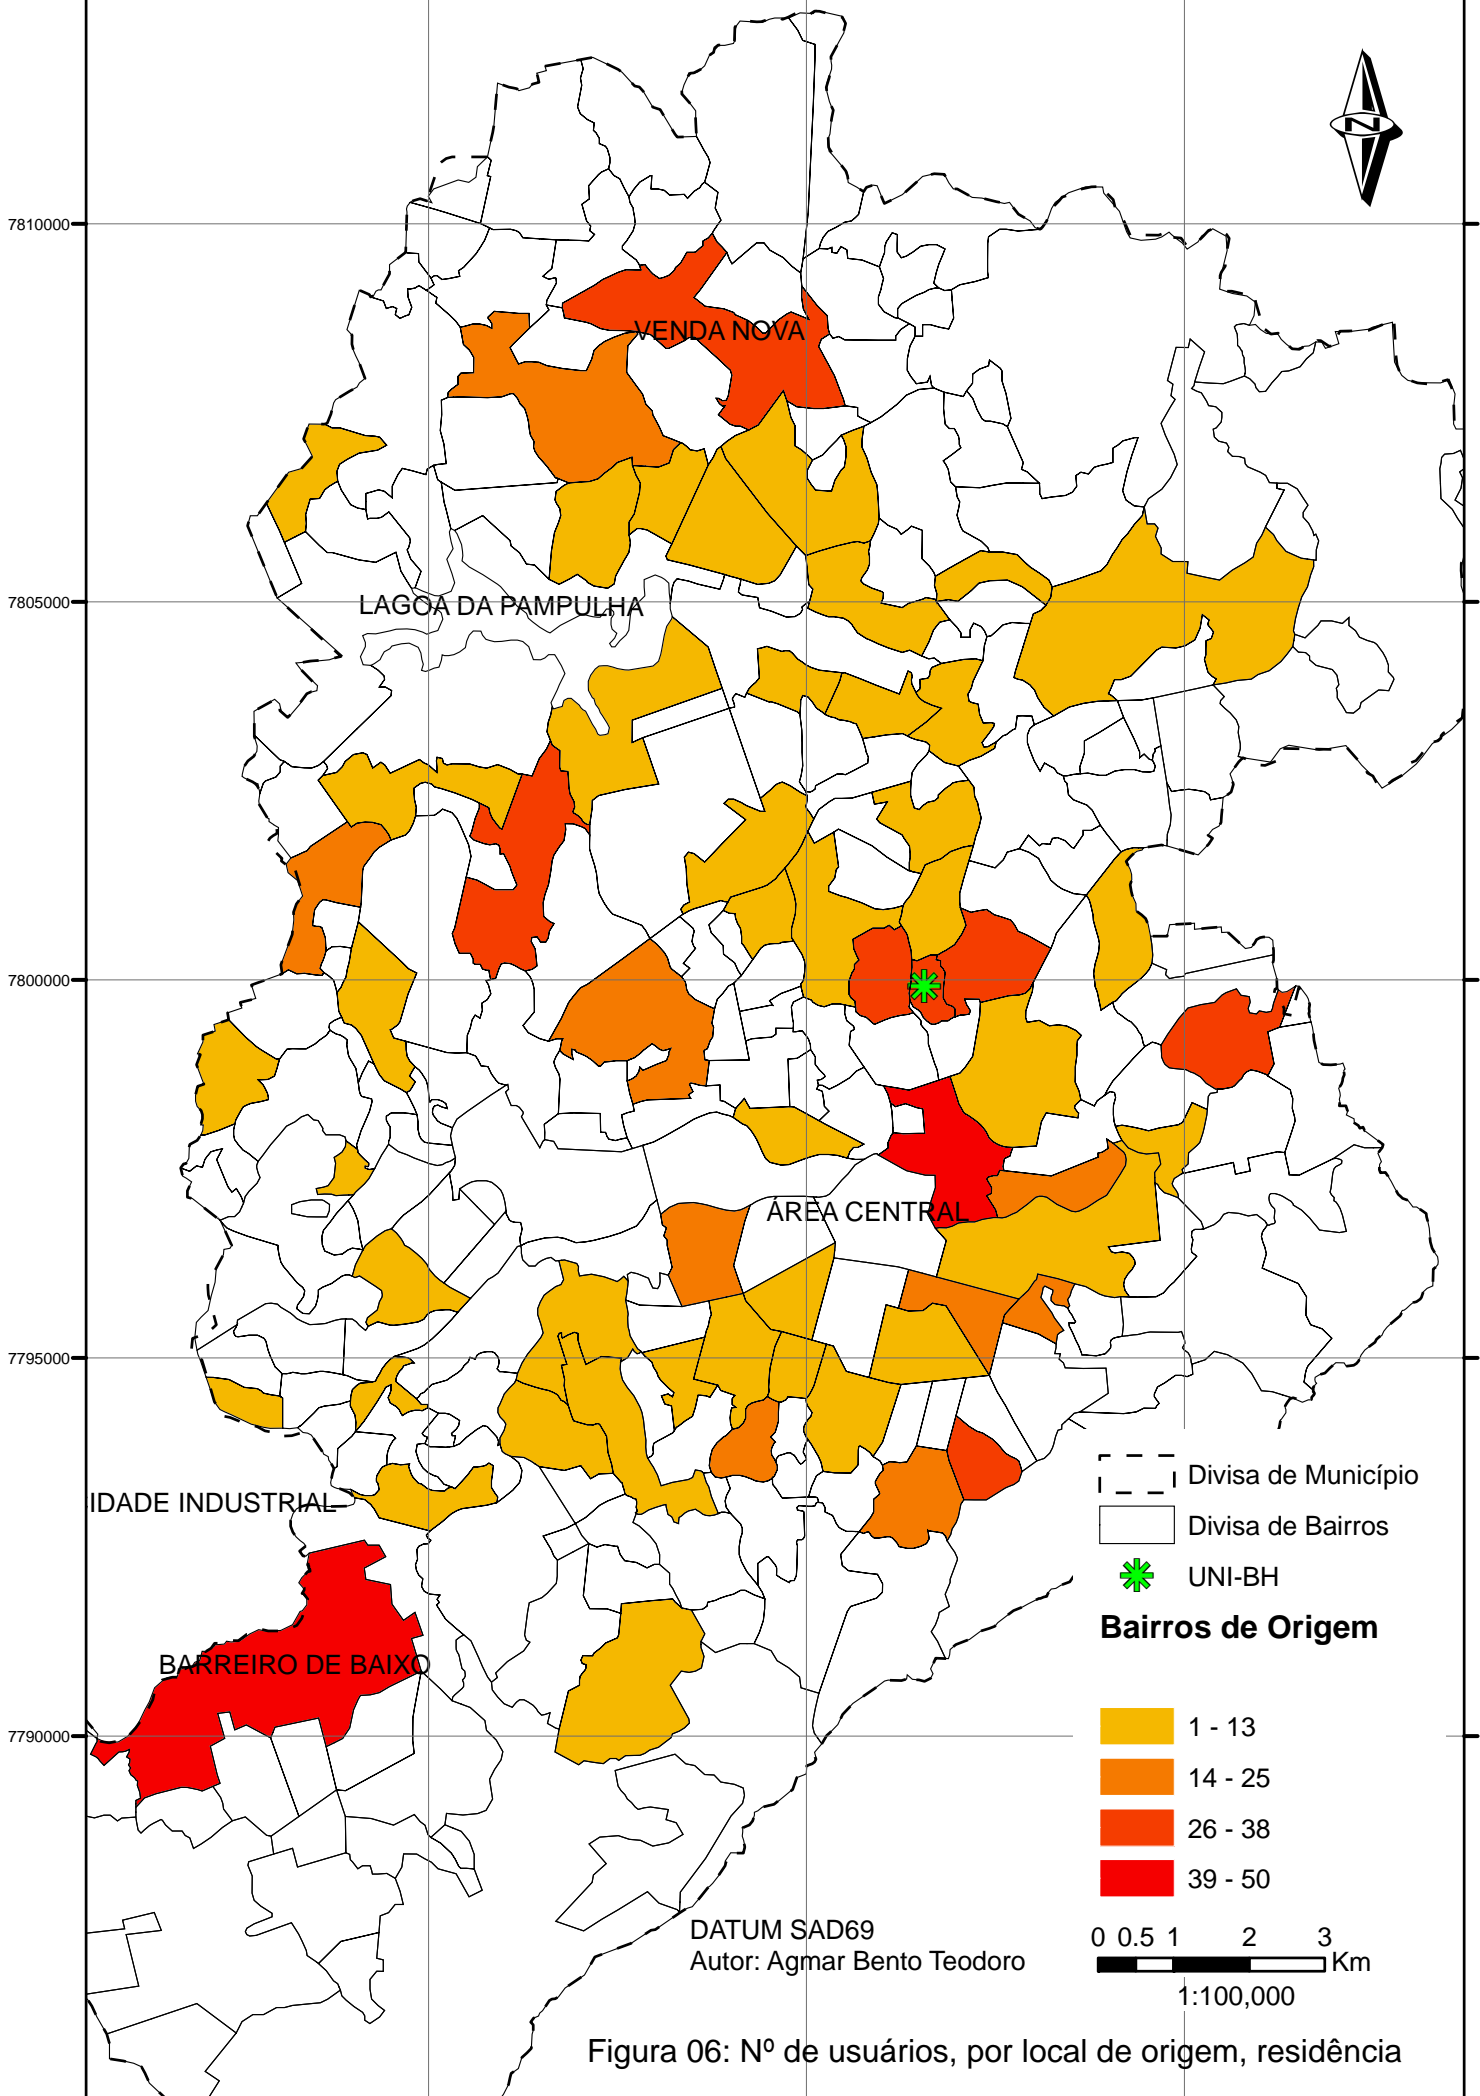 N
7810000
VENDA NOVA
7805000
LAGOA DA PAMPULHA
7800000
ÁREA CENTRAL
7795000
IDADE INDUSTRIAL
BARREIRO DE BAIXO
7790000
Divisa de Município
Divisa de Bairros
UNI-BH
Bairros de Origem
1 - 13
14 - 25
26 - 38
39 - 50
DATUM SAD69
Autor: Agmar Bento Teodoro
0 0.5 1 2 3
Km
1:100,000
Figura 06: Nº de usuários, por local de origem, residência